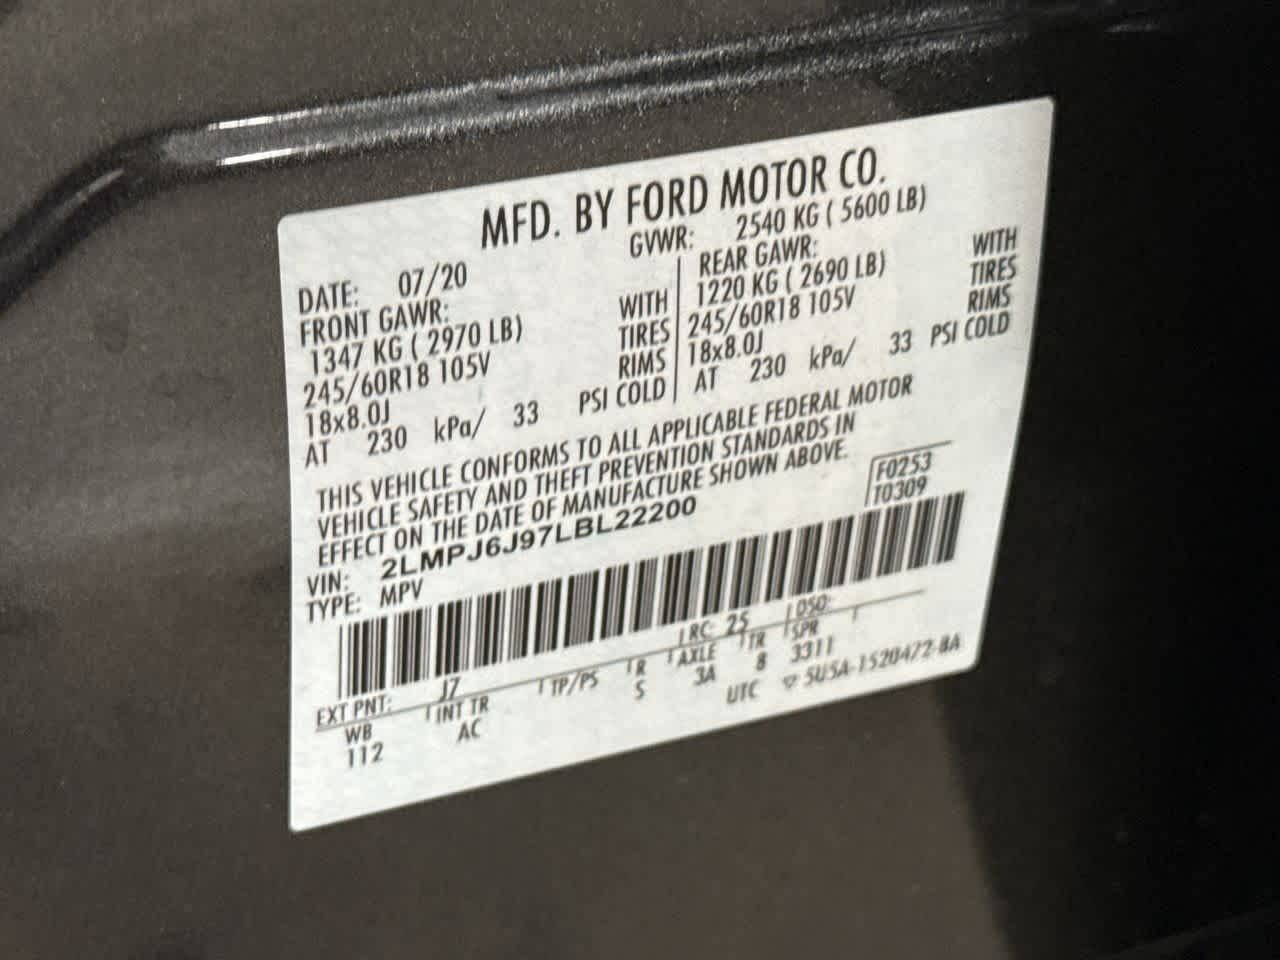 MFD. BY FORD MOTOR CO.
DATE: 07/20 GVWR: 2540 KG ( 5600 LB)
FRONT GAWR: REAR GAWR:
1347 KG ( 2970 LB) WITH 1220 KG ( 2690 LB) WITH
245/60R18 105V TIRES 245/60R18 105V TIRES
18x8.0J RIMS 18x8.0J RIMS
AT 230 kPa/ 33 PSI COLD AT 230 kPa/ 33 PSI COLD
THIS VEHICLE CONFORMS TO ALL APPLICABLE FEDERAL MOTOR
VEHICLE SAFETY AND THEFT PREVENTION STANDARDS IN
EFFECT ON THE DATE OF MANUFACTURE SHOWN ABOVE.
VIN: 2LMPJ6J97LBL22200 F0253
TYPE: MPV T0309
EXT PNT: J7 RC: 25 DSO:
WB INT TR TP/PS R AXLE TR SPR
112 AC S 3A 8 3311
UTC ▽ 5U5A-1520472-BA